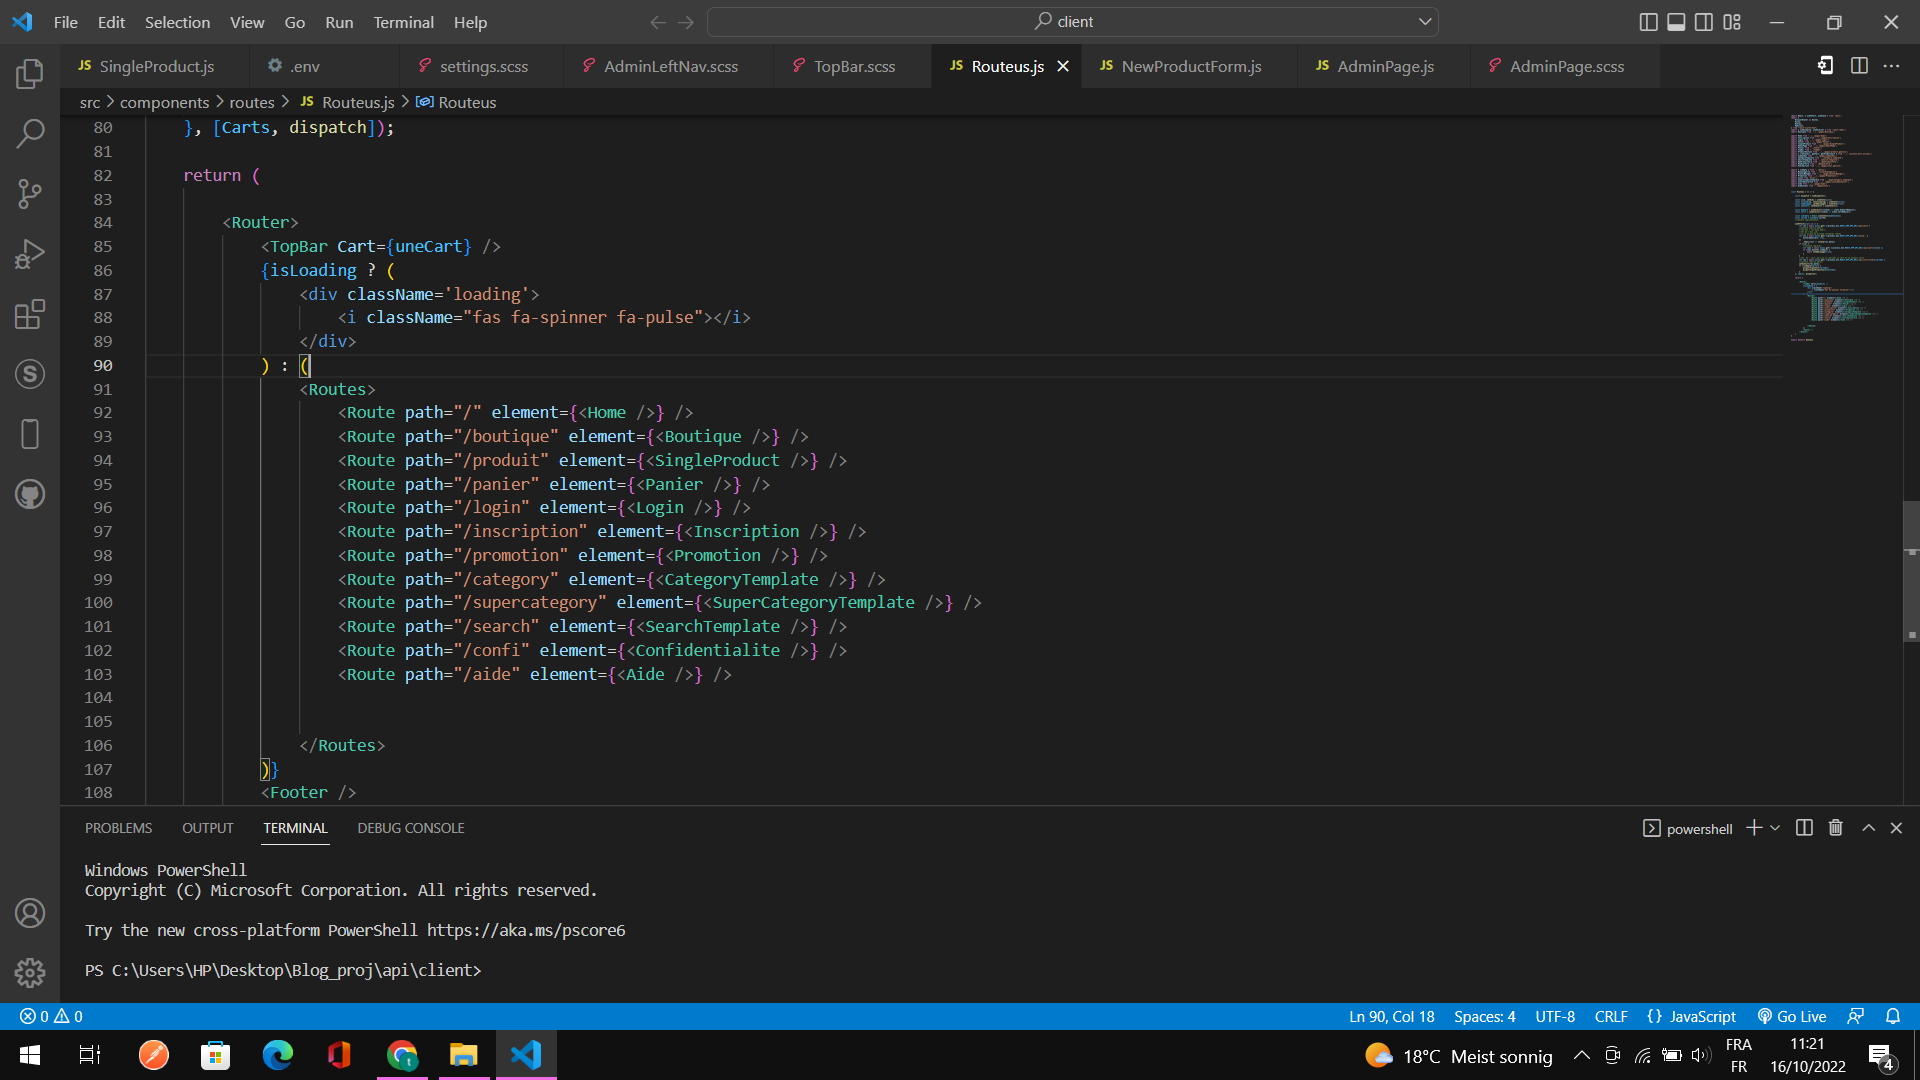 File Edit Selection View Go Run Terminal Help
client
JS SingleProduct.js
.env
settings.scss
AdminLeftNav.scss
TopBar.scss
JS Routeus.js
JS NewProductForm.js
JS AdminPage.js
AdminPage.scss
src > components > routes > JS Routeus.js > Routeus
80 }, [Carts, dispatch]);
81
82 return (
83
84 <Router>
85 <TopBar Cart={uneCart} />
86 {isLoading ? (
87 <div className='loading'>
88 <i className="fas fa-spinner fa-pulse"></i>
89 </div>
90 ) : (
91 <Routes>
92 <Route path="/" element={<Home />} />
93 <Route path="/boutique" element={<Boutique />} />
94 <Route path="/produit" element={<SingleProduct />} />
95 <Route path="/panier" element={<Panier />} />
96 <Route path="/login" element={<Login />} />
97 <Route path="/inscription" element={<Inscription />} />
98 <Route path="/promotion" element={<Promotion />} />
99 <Route path="/category" element={<CategoryTemplate />} />
100 <Route path="/supercategory" element={<SuperCategoryTemplate />} />
101 <Route path="/search" element={<SearchTemplate />} />
102 <Route path="/confi" element={<Confidentialite />} />
103 <Route path="/aide" element={<Aide />} />
104
105
106 </Routes>
107 )}
108 <Footer />
PROBLEMS OUTPUT TERMINAL DEBUG CONSOLE
powershell
Windows PowerShell
Copyright (C) Microsoft Corporation. All rights reserved.
Try the new cross-platform PowerShell https://aka.ms/pscore6
PS C:\Users\HP\Desktop\Blog_proj\api\client>
0 0
Ln 90, Col 18 Spaces: 4 UTF-8 CRLF {} JavaScript Go Live
18°C Meist sonnig
FRA
FR
11:21
16/10/2022
4